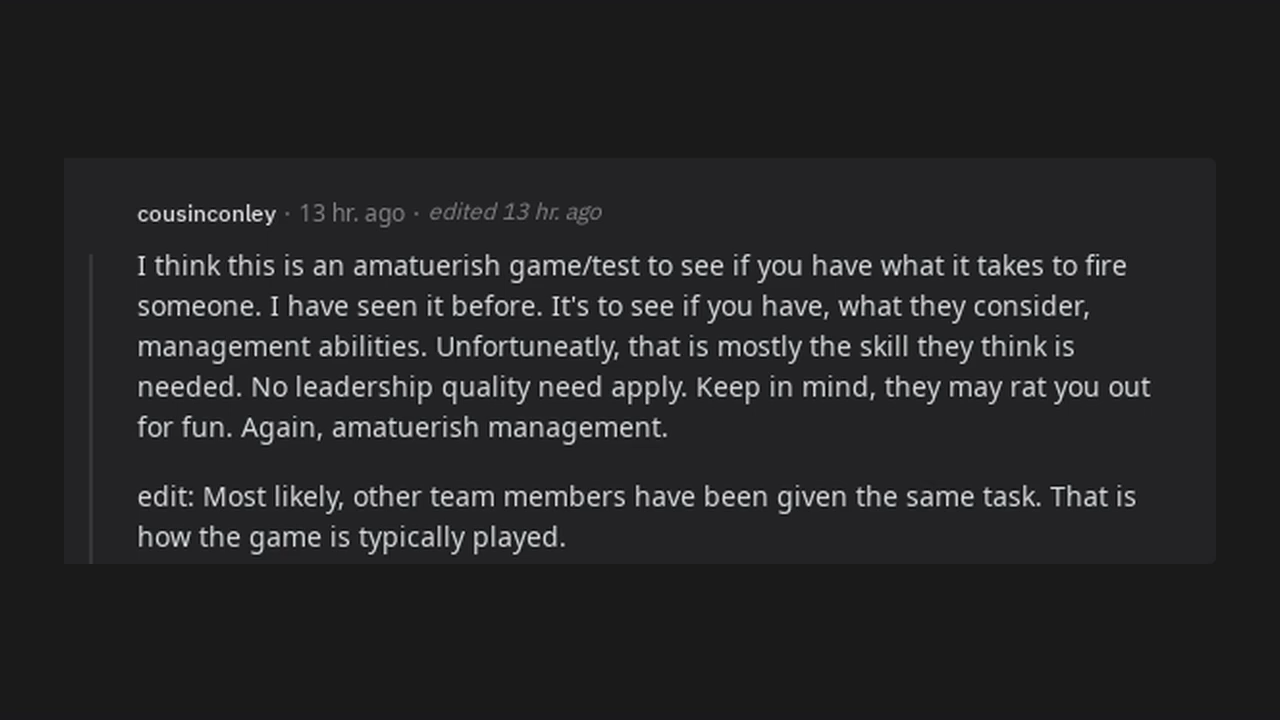 cousinconley · 13 hr. ago · edited 13 hr. ago
I think this is an amatuerish game/test to see if you have what it takes to fire
someone. I have seen it before. It's to see if you have, what they consider,
management abilities. Unfortuneatly, that is mostly the skill they think is
needed. No leadership quality need apply. Keep in mind, they may rat you out
for fun. Again, amatuerish management.
edit: Most likely, other team members have been given the same task. That is
how the game is typically played.